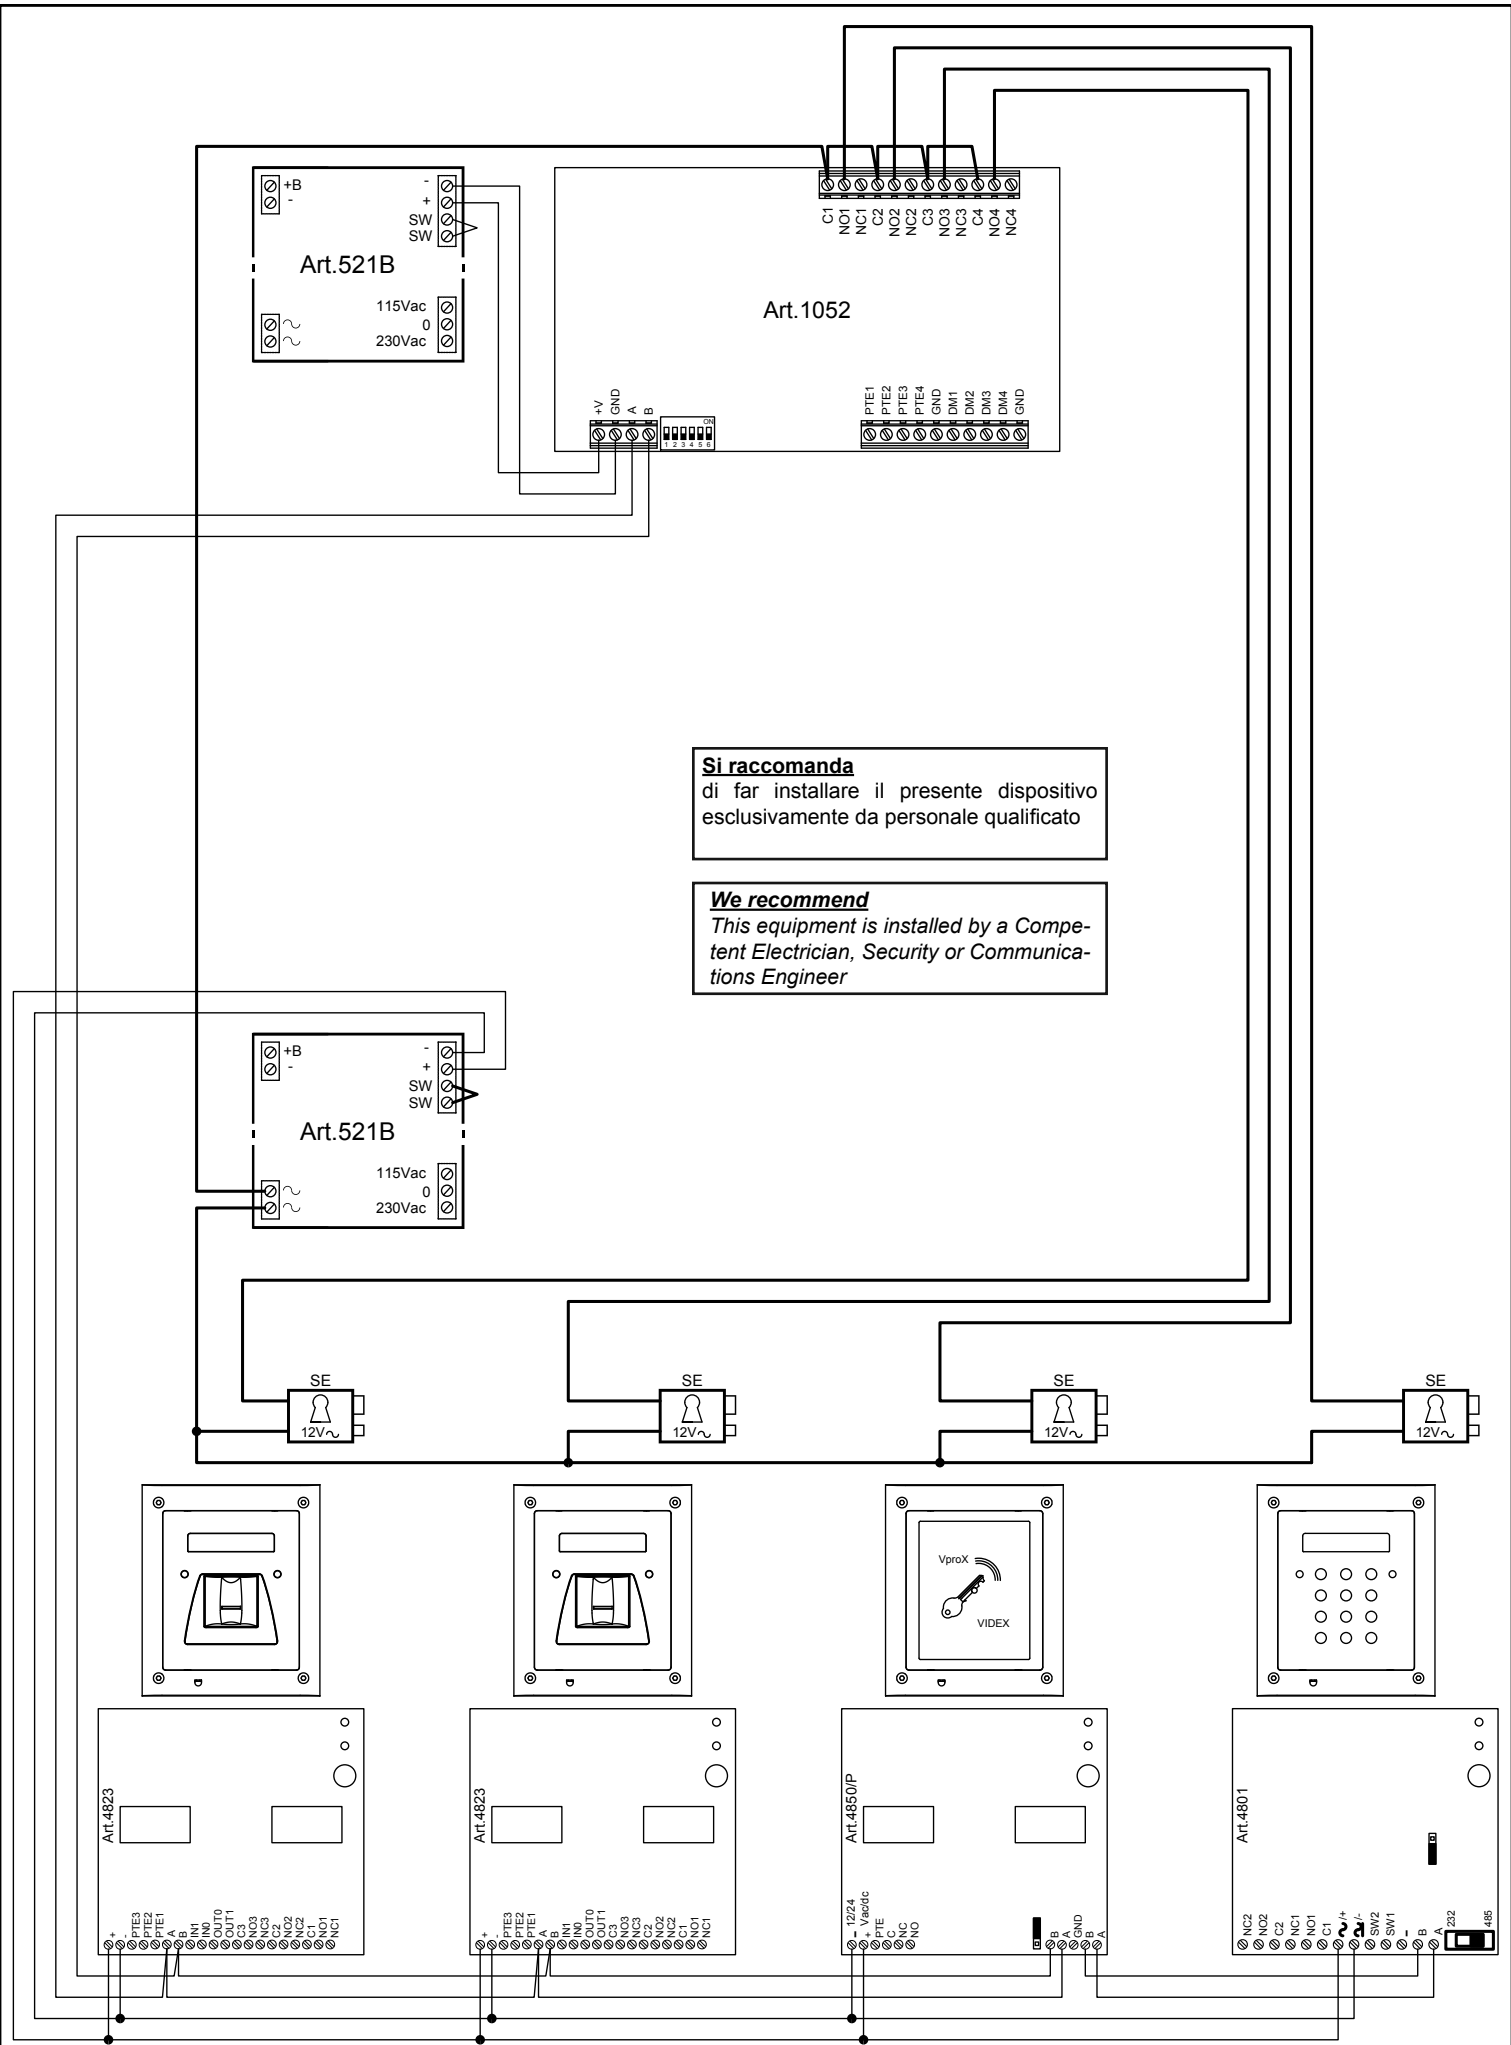 +B
-
-
+
SW
SW
Art.521B
115Vac
0
230Vac
C1
NO1
NC1
C2
NO2
NC2
C3
NO3
NC3
C4
NO4
NC4
Art.1052
+V
GND
A
B
ON
1 2 3 4 5 6
PTE1
PTE2
PTE3
PTE4
GND
DM1
DM2
DM3
DM4
GND
Si raccomanda
di far installare il presente dispositivo
esclusivamente da personale qualificato
We recommend
This equipment is installed by a Compe-
tent Electrician, Security or Communica-
tions Engineer
+B
-
-
+
SW
SW
Art.521B
115Vac
0
230Vac
SE
12V~
SE
12V~
SE
12V~
SE
12V~
VproX
VIDEX
Art.4823
+
-
PTE3
PTE2
PTE1
A
B
IN1
IN0
OUT0
OUT1
C3
NO3
NC3
C2
NO2
NC2
C1
NO1
NC1
Art.4823
+
-
PTE3
PTE2
PTE1
A
B
IN1
IN0
OUT0
OUT1
C3
NO3
NC3
C2
NO2
NC2
C1
NO1
NC1
Art.4850/P
- 12/24
+ Vac/dc
PTE
C
NC
NO
B
A
GND
B
A
Art.4801
NC2
NO2
C2
NC1
NO1
C1
~/+
~/-
SW2
SW1
-
B
A
232
485